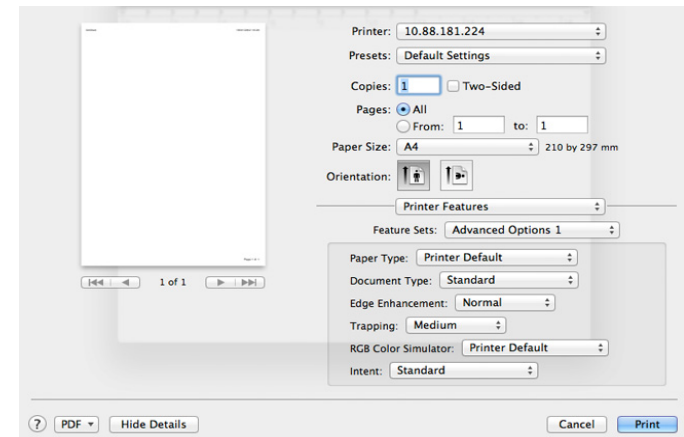 Printer: 10.88.181.224
Presets: Default Settings
Copies: 1 Two-Sided
Pages: All
From: 1 to: 1
Paper Size: A4 210 by 297 mm
Orientation:
Printer Features
Feature Sets: Advanced Options 1
Paper Type: Printer Default
Document Type: Standard
Edge Enhancement: Normal
Trapping: Medium
RGB Color Simulator: Printer Default
Intent: Standard
1 of 1
? PDF Hide Details Cancel Print